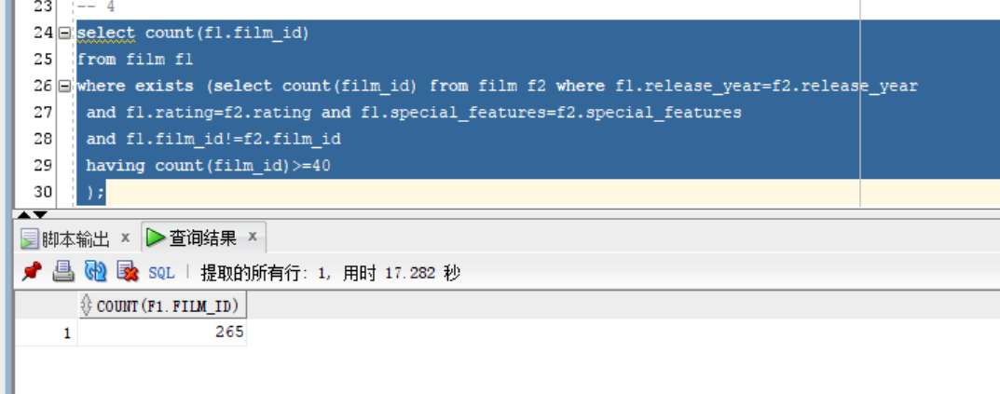 23 -- 4
24 select count(f1.film_id)
25 from film f1
26 where exists (select count(film_id) from film f2 where f1.release_year=f2.release_year
27 and f1.rating=f2.rating and f1.special_features=f2.special_features
28 and f1.film_id!=f2.film_id
29 having count(film_id)>=40
30 );
脚本输出 x 查询结果 x
SQL | 提取的所有行: 1, 用时 17.282 秒
COUNT(F1.FILM_ID)
1 265